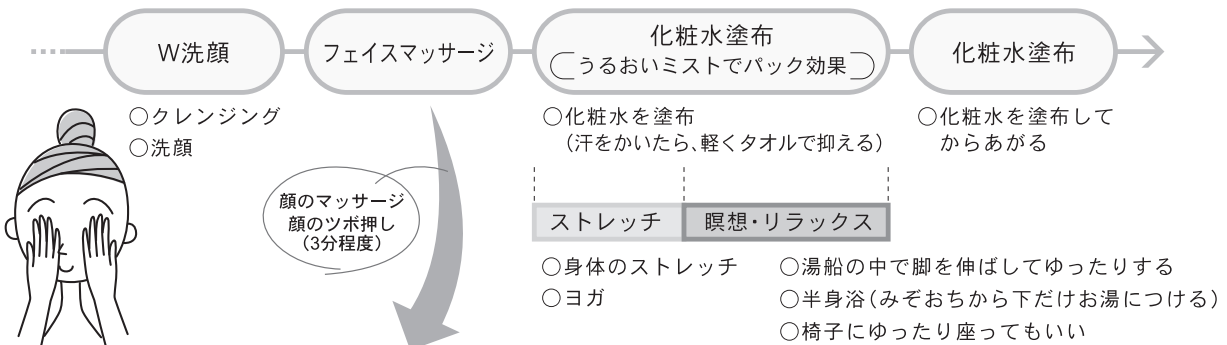 W洗顔
フェイスマッサージ
化粧水塗布
うるおいミストでパック効果
化粧水塗布
○クレンジング
○洗顔
○化粧水を塗布
(汗をかいたら、軽くタオルで抑える)
○化粧水を塗布して
からあがる
顔のマッサージ
顔のツボ押し
(3分程度)
ストレッチ
瞑想・リラックス
○身体のストレッチ
○ヨガ
○湯船の中で脚を伸ばしてゆったりする
○半身浴(みぞおちから下だけお湯につける)
○椅子にゆったり座ってもいい